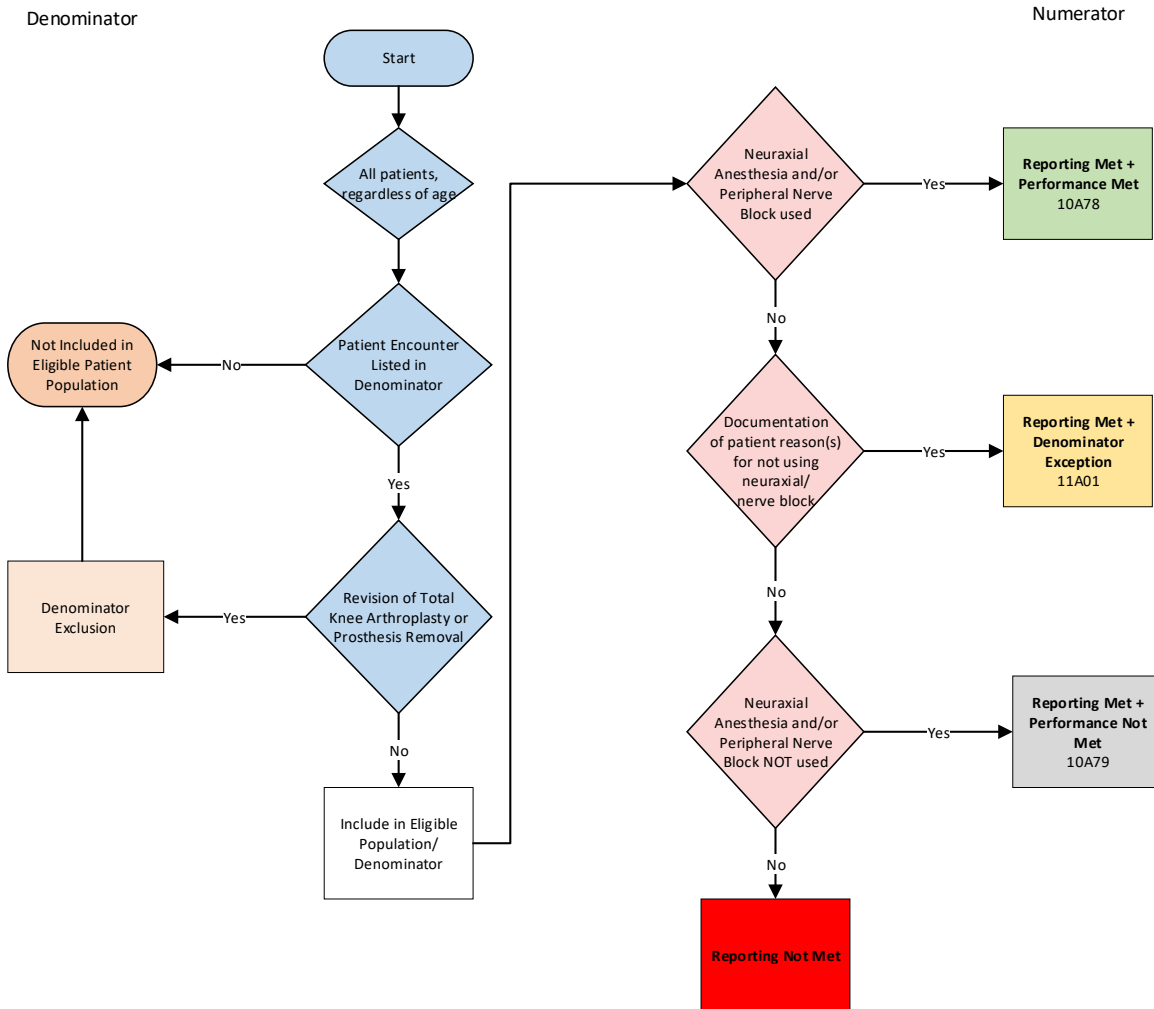 Denominator
Numerator
Start
All patients,
regardless of age
Patient Encounter
Listed in
Denominator
No
Not Included in
Eligible Patient
Population
Yes
Revision of Total
Knee Arthroplasty or
Prosthesis Removal
Yes
Denominator
Exclusion
No
Include in Eligible
Population/
Denominator
Neuraxial
Anesthesia and/or
Peripheral Nerve
Block used
Yes
Reporting Met +
Performance Met
10A78
No
Documentation
of patient reason(s)
for not using
neuraxial/
nerve block
Yes
Reporting Met +
Denominator
Exception
11A01
No
Neuraxial
Anesthesia and/or
Peripheral Nerve
Block NOT used
Yes
Reporting Met +
Performance Not
Met
10A79
No
Reporting Not Met